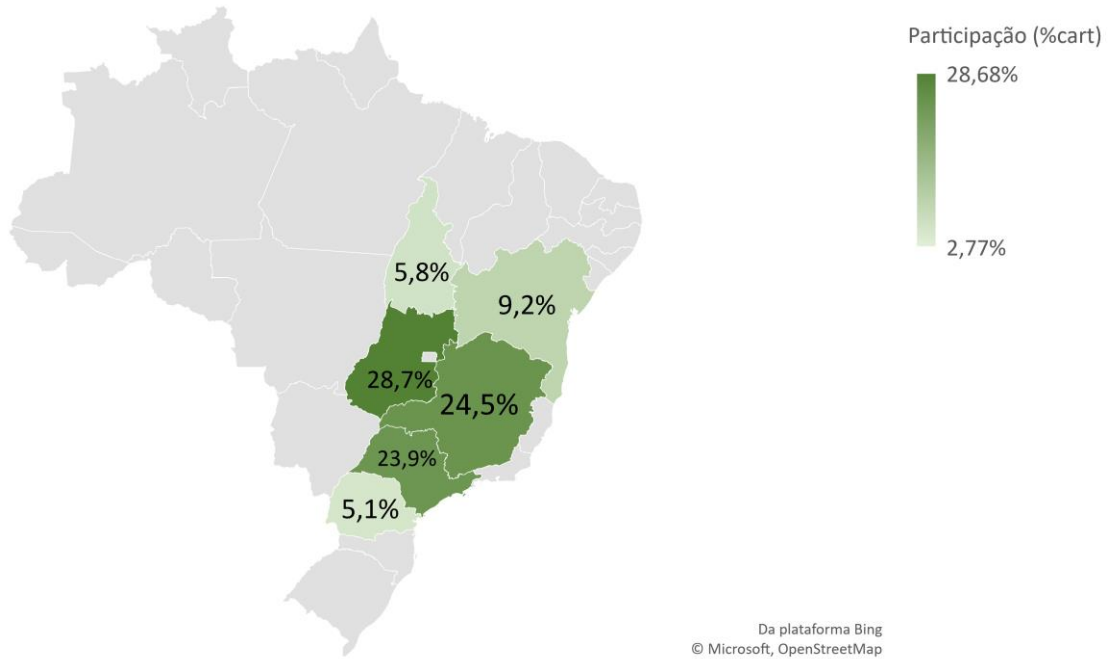 Participação (%cart)
28,68%
2,77%
5,8%
9,2%
28,7%
24,5%
23,9%
5,1%
Da plataforma Bing
© Microsoft, OpenStreetMap